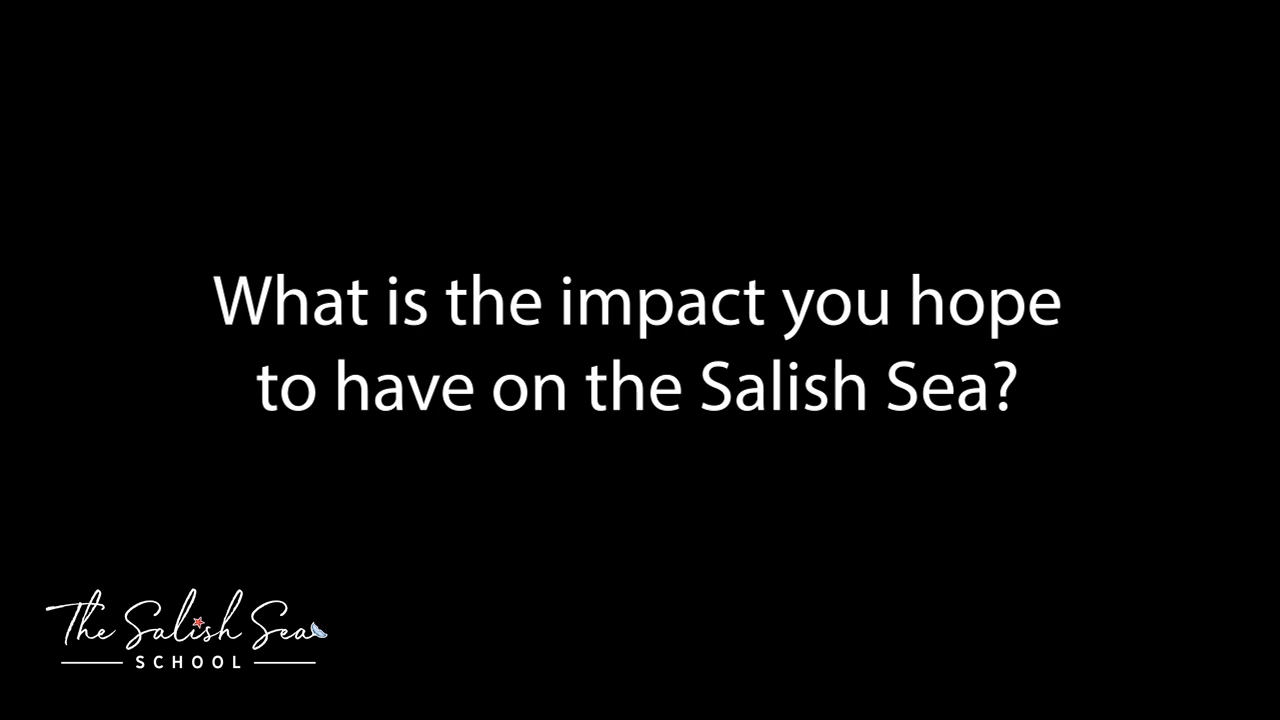 What is the impact you hope
to have on the Salish Sea?
The Salish Sea
SCHOOL